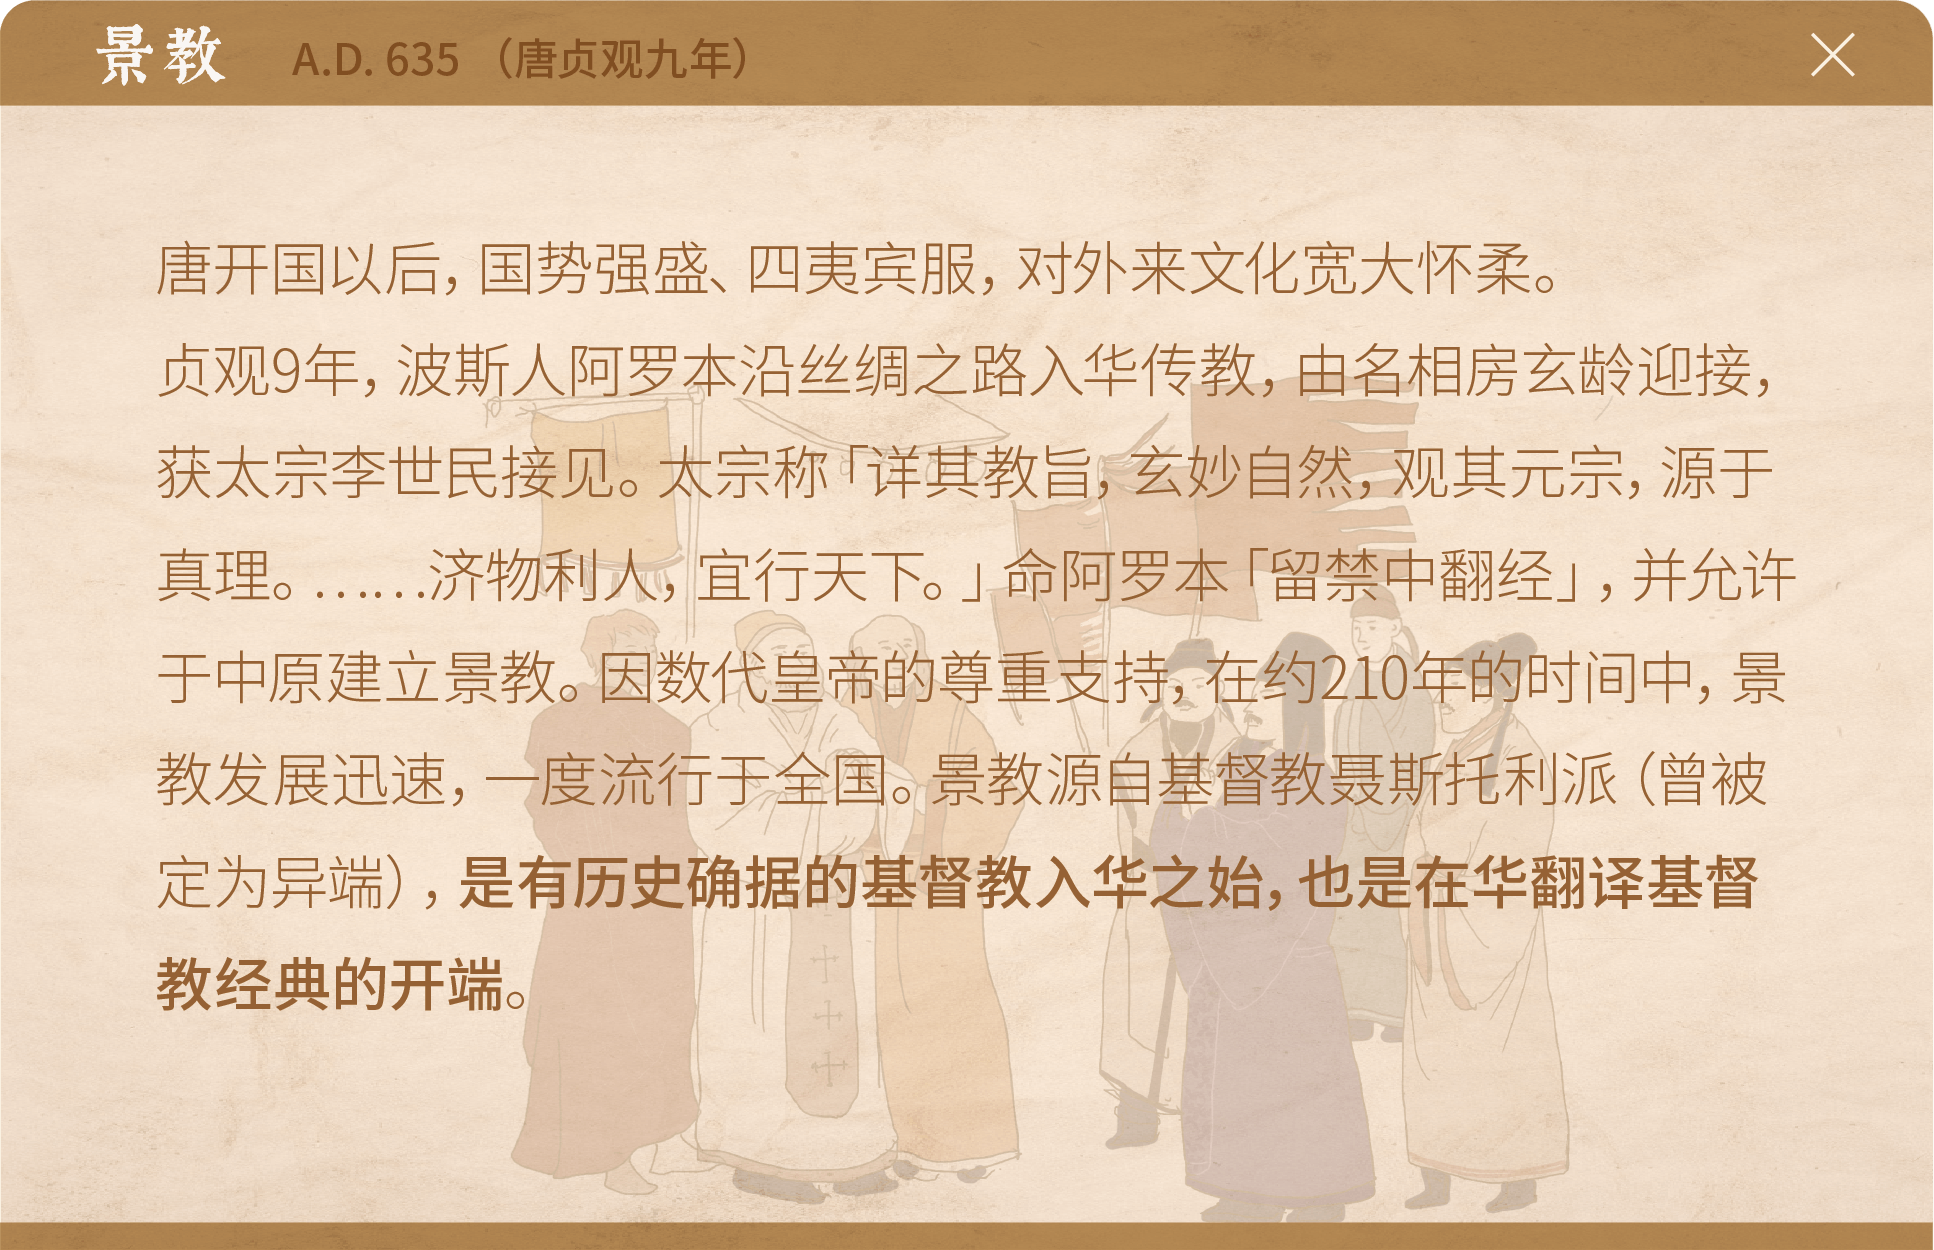 景教 A.D. 635 （唐贞观九年）
唐开国以后，国势强盛、四夷宾服，对外来文化宽大怀柔。
贞观9年，波斯人阿罗本沿丝绸之路入华传教，由名相房玄龄迎接，
获太宗李世民接见。太宗称「详其教旨，玄妙自然，观其元宗，源于
真理。……济物利人，宜行天下。」命阿罗本「留禁中翻经」，并允许
于中原建立景教。因数代皇帝的尊重支持，在约210年的时间中，景
教发展迅速，一度流行于全国。景教源自基督教聂斯托利派（曾被
定为异端），是有历史确据的基督教入华之始，也是在华翻译基督
教经典的开端。